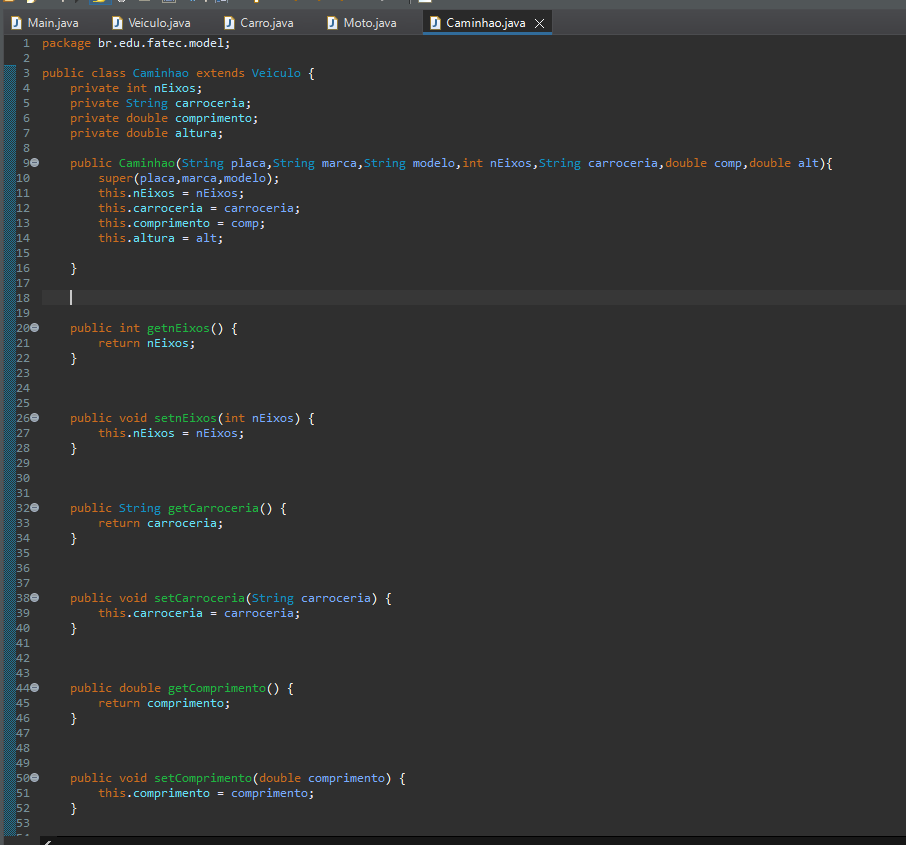 Main.java Veiculo.java Carro.java Moto.java Caminhao.java
1 package br.edu.fatec.model;
2
3 public class Caminhao extends Veiculo {
4     private int nEixos;
5     private String carroceria;
6     private double comprimento;
7     private double altura;
8
9     public Caminhao(String placa,String marca,String modelo,int nEixos,String carroceria,double comp,double alt){
10         super(placa,marca,modelo);
11         this.nEixos = nEixos;
12         this.carroceria = carroceria;
13         this.comprimento = comp;
14         this.altura = alt;
15
16     }
17
18
19
20     public int getnEixos() {
21         return nEixos;
22     }
23
24
25
26     public void setnEixos(int nEixos) {
27         this.nEixos = nEixos;
28     }
29
30
31
32     public String getCarroceria() {
33         return carroceria;
34     }
35
36
37
38     public void setCarroceria(String carroceria) {
39         this.carroceria = carroceria;
40     }
41
42
43
44     public double getComprimento() {
45         return comprimento;
46     }
47
48
49
50     public void setComprimento(double comprimento) {
51         this.comprimento = comprimento;
52     }
53